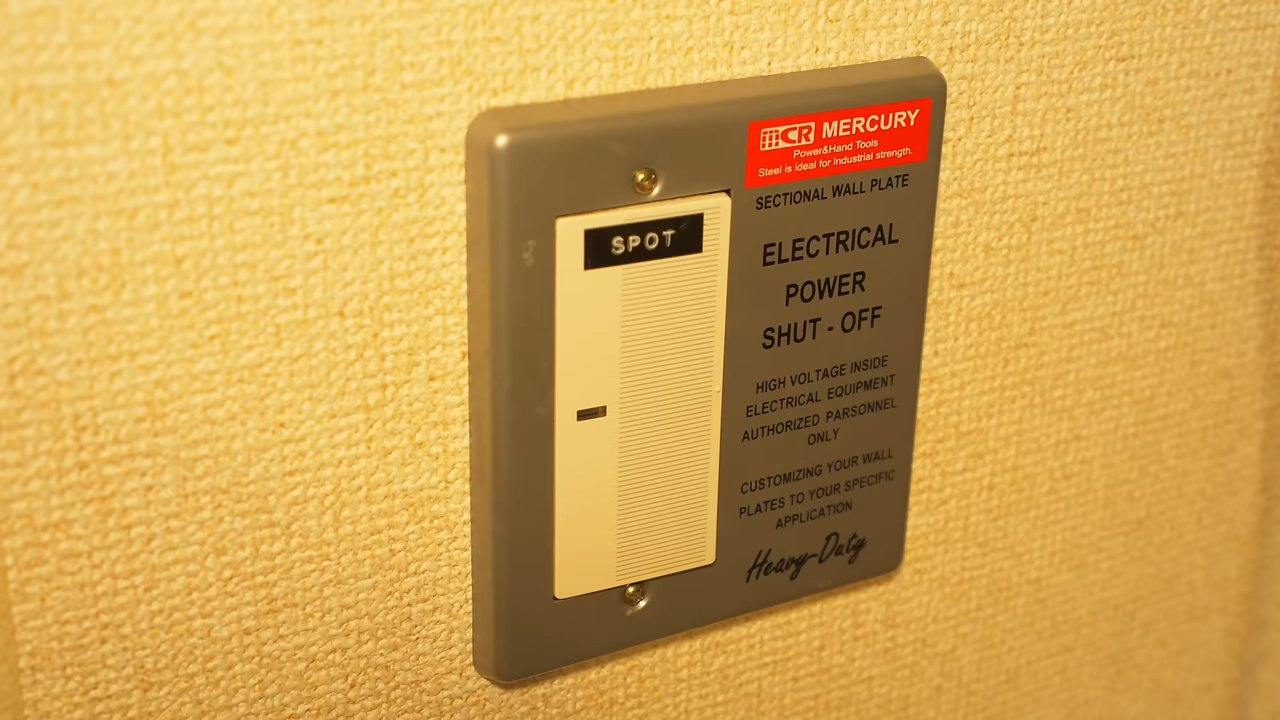 SPOT
MCR MERCURY
Power&Hand Tools
Steel is ideal for Industrial strength.
SECTIONAL WALL PLATE
ELECTRICAL
POWER
SHUT - OFF
HIGH VOLTAGE INSIDE
ELECTRICAL EQUIPMENT
AUTHORIZED PARSONNEL
ONLY
CUSTOMIZING YOUR WALL
PLATES TO YOUR SPECIFIC
APPLICATION
Heavy-Duty